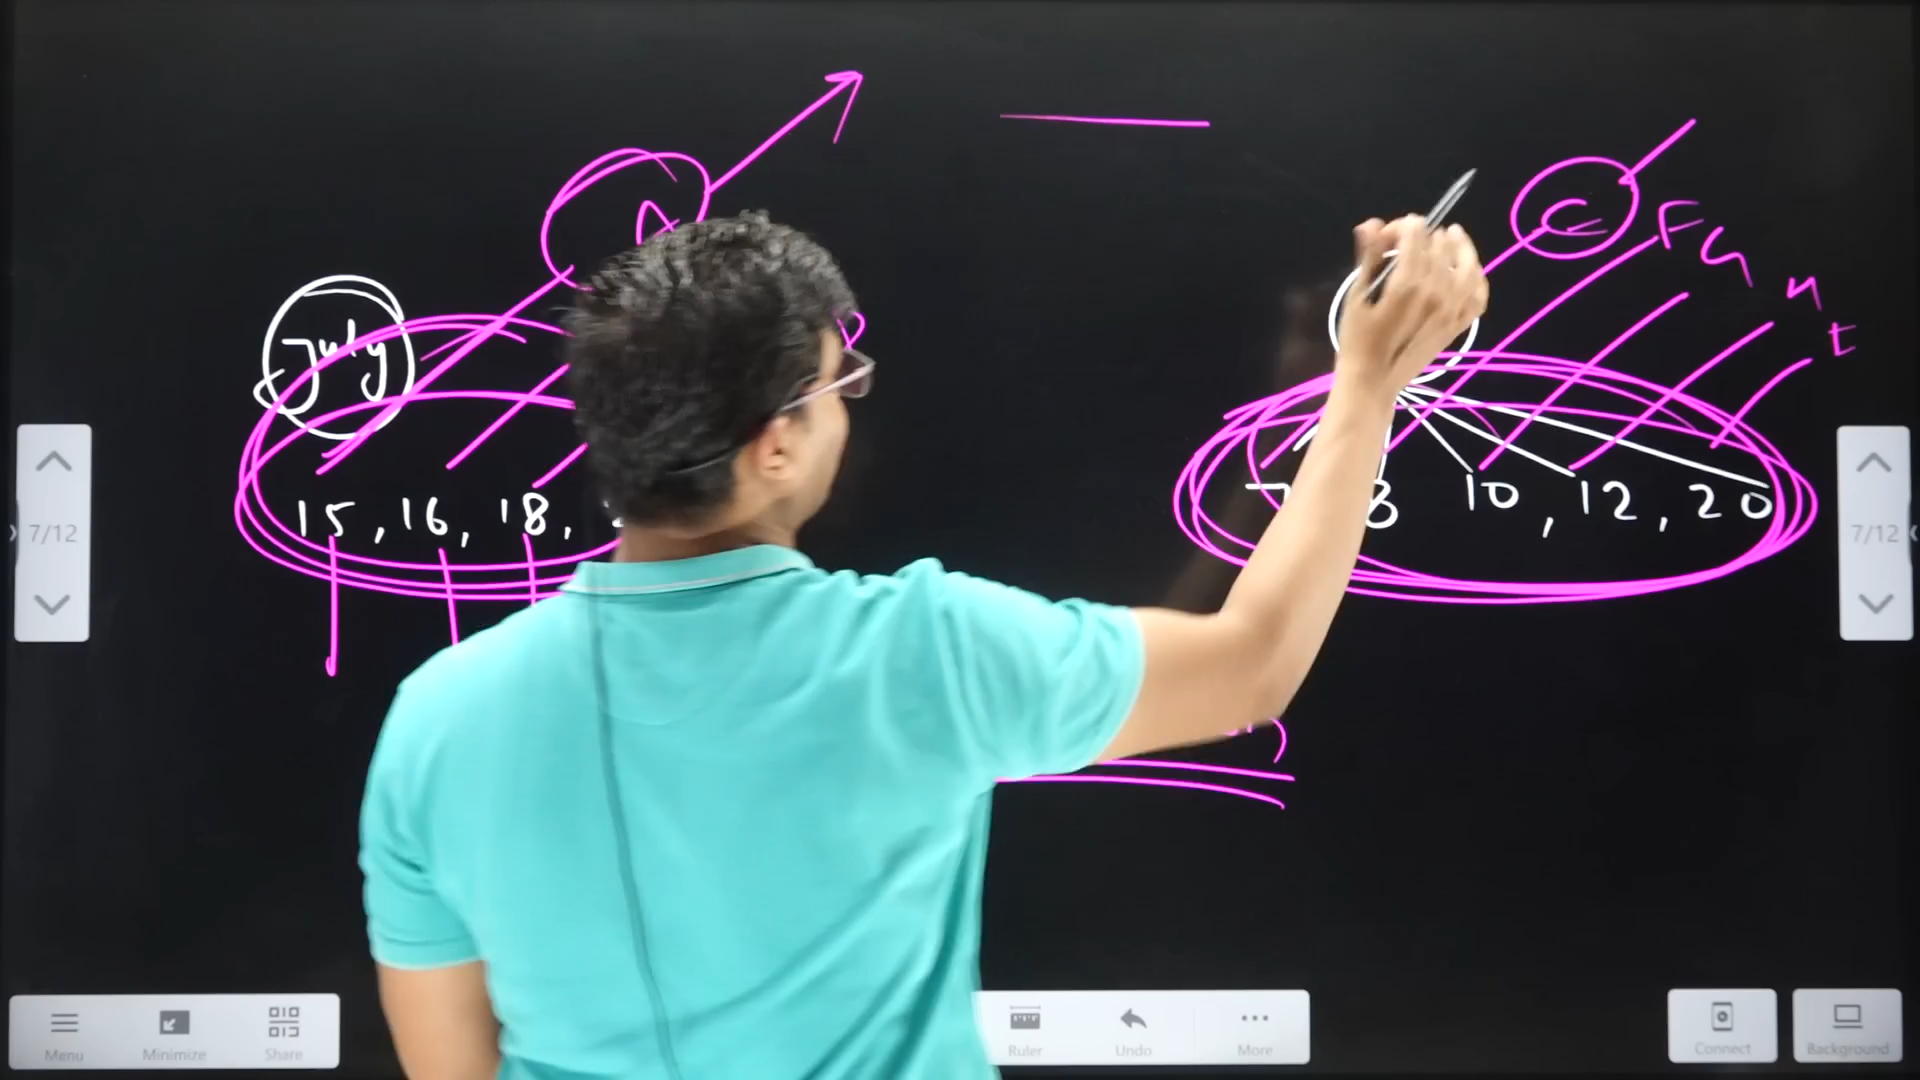 A
C
F G
n
t
July
15, 16, 18,
8 10, 12, 20
7/12
7/12
Menu
Minimize
Share
Ruler
Undo
More
Connect
Background